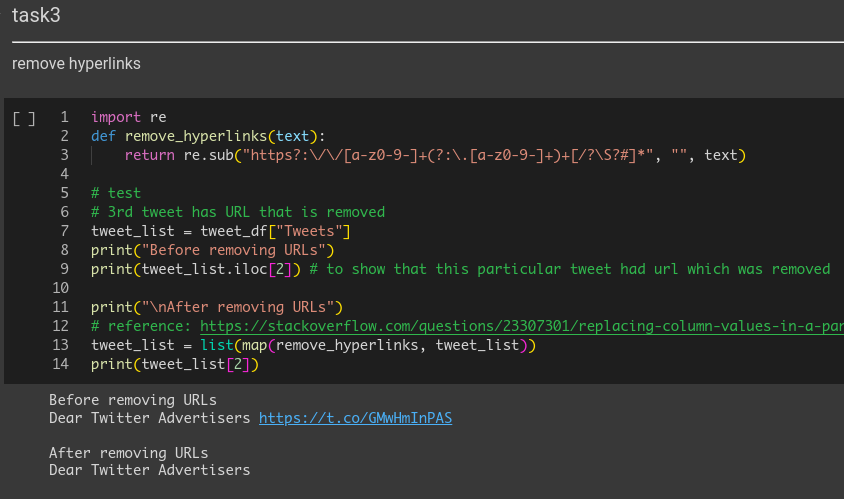 task3
remove hyperlinks
[ ]
1 import re
2 def remove_hyperlinks(text):
3 return re.sub("https?:\/\/[a-z0-9-]+(?:\.[a-z0-9-]+)+[/?\S?#]*", "", text)
4
5 # test
6 # 3rd tweet has URL that is removed
7 tweet_list = tweet_df["Tweets"]
8 print("Before removing URLs")
9 print(tweet_list.iloc[2]) # to show that this particular tweet had url which was removed
10
11 print("\nAfter removing URLs")
12 # reference: https://stackoverflow.com/questions/23307301/replacing-column-values-in-a-par
13 tweet_list = list(map(remove_hyperlinks, tweet_list))
14 print(tweet_list[2])
Before removing URLs
Dear Twitter Advertisers https://t.co/GMwHmInPAS
After removing URLs
Dear Twitter Advertisers